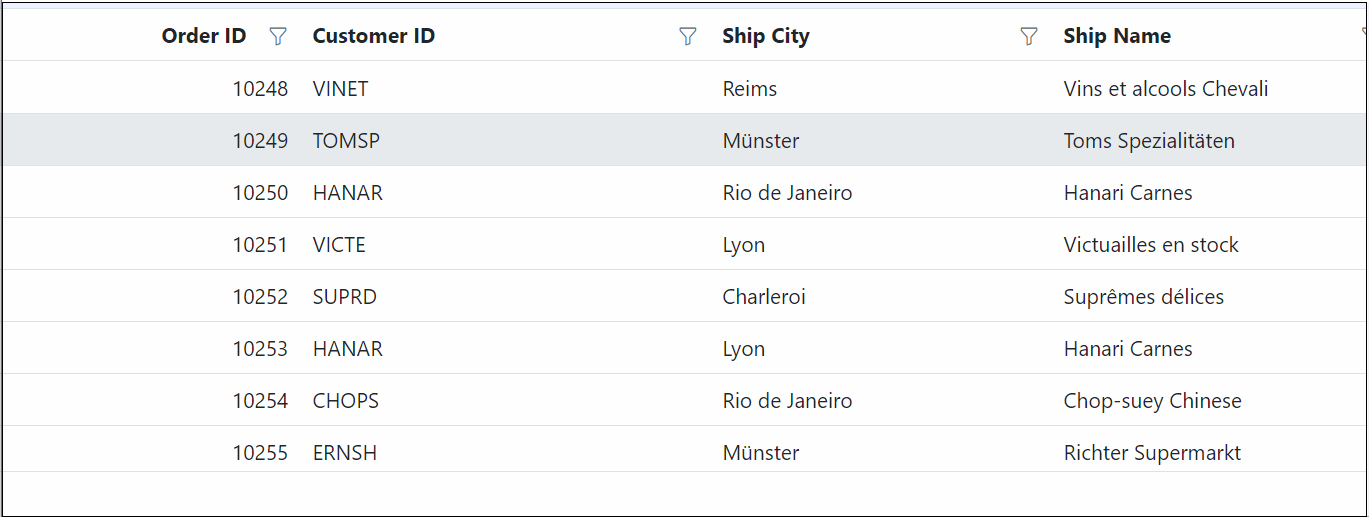 Order ID Customer ID Ship City Ship Name
10248 VINET Reims Vins et alcools Chevali
10249 TOMSP Münster Toms Spezialitäten
10250 HANAR Rio de Janeiro Hanari Carnes
10251 VICTE Lyon Victuailles en stock
10252 SUPRD Charleroi Suprêmes délices
10253 HANAR Lyon Hanari Carnes
10254 CHOPS Rio de Janeiro Chop-suey Chinese
10255 ERNSH Münster Richter Supermarkt